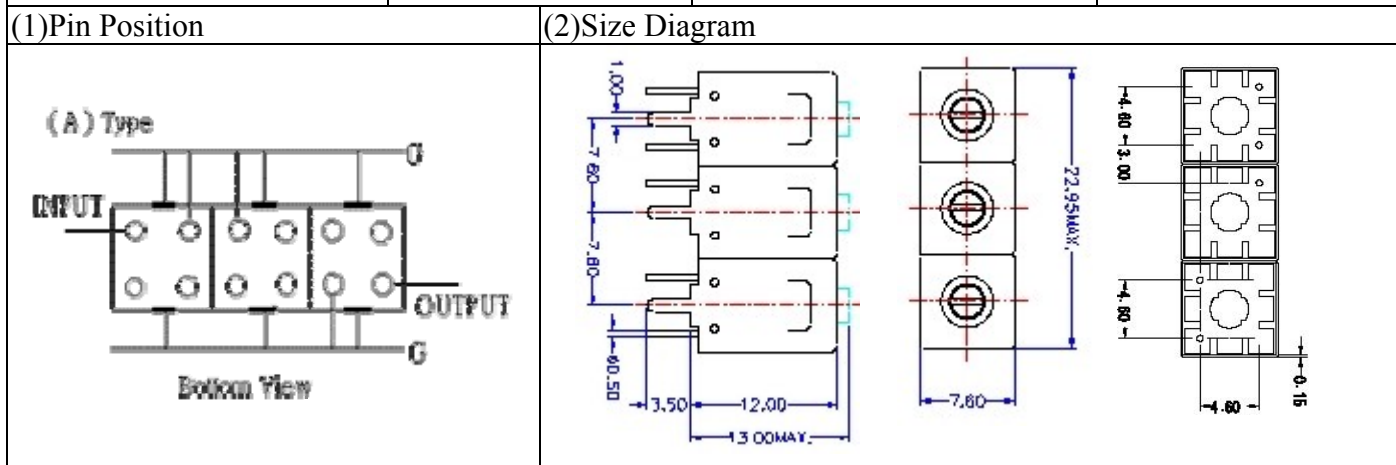 (1)Pin Position
(2)Size Diagram
(A) Type
G
INPUT
OUTPUT
G
Bottom View
1.00
7.60
7.60
ϕ0.50
3.50
12.00
13.00MAX.
22.95MAX.
7.60
4.60
3.00
4.60
0.15
4.60